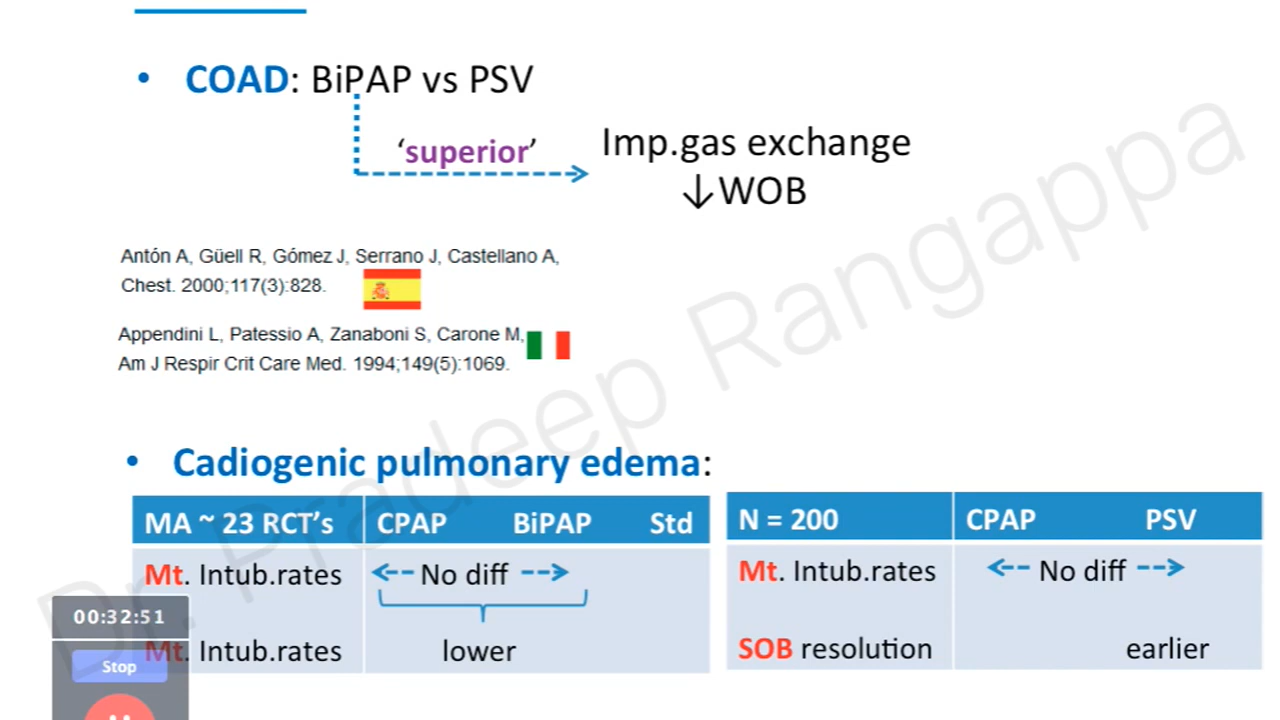 • COAD: BiPAP vs PSV
‘superior’
Imp.gas exchange
↓WOB
Antón A, Güell R, Gómez J, Serrano J, Castellano A,
Chest. 2000;117(3):828.
Appendini L, Patessio A, Zanaboni S, Carone M,
Am J Respir Crit Care Med. 1994;149(5):1069.
• Cadiogenic pulmonary edema:
MA ~ 23 RCT’s CPAP BiPAP Std
Mt. Intub.rates No diff
Mt. Intub.rates lower
N = 200 CPAP PSV
Mt. Intub.rates No diff
SOB resolution earlier
00:32:51
Stop
Dr. Pradeep Rangappa